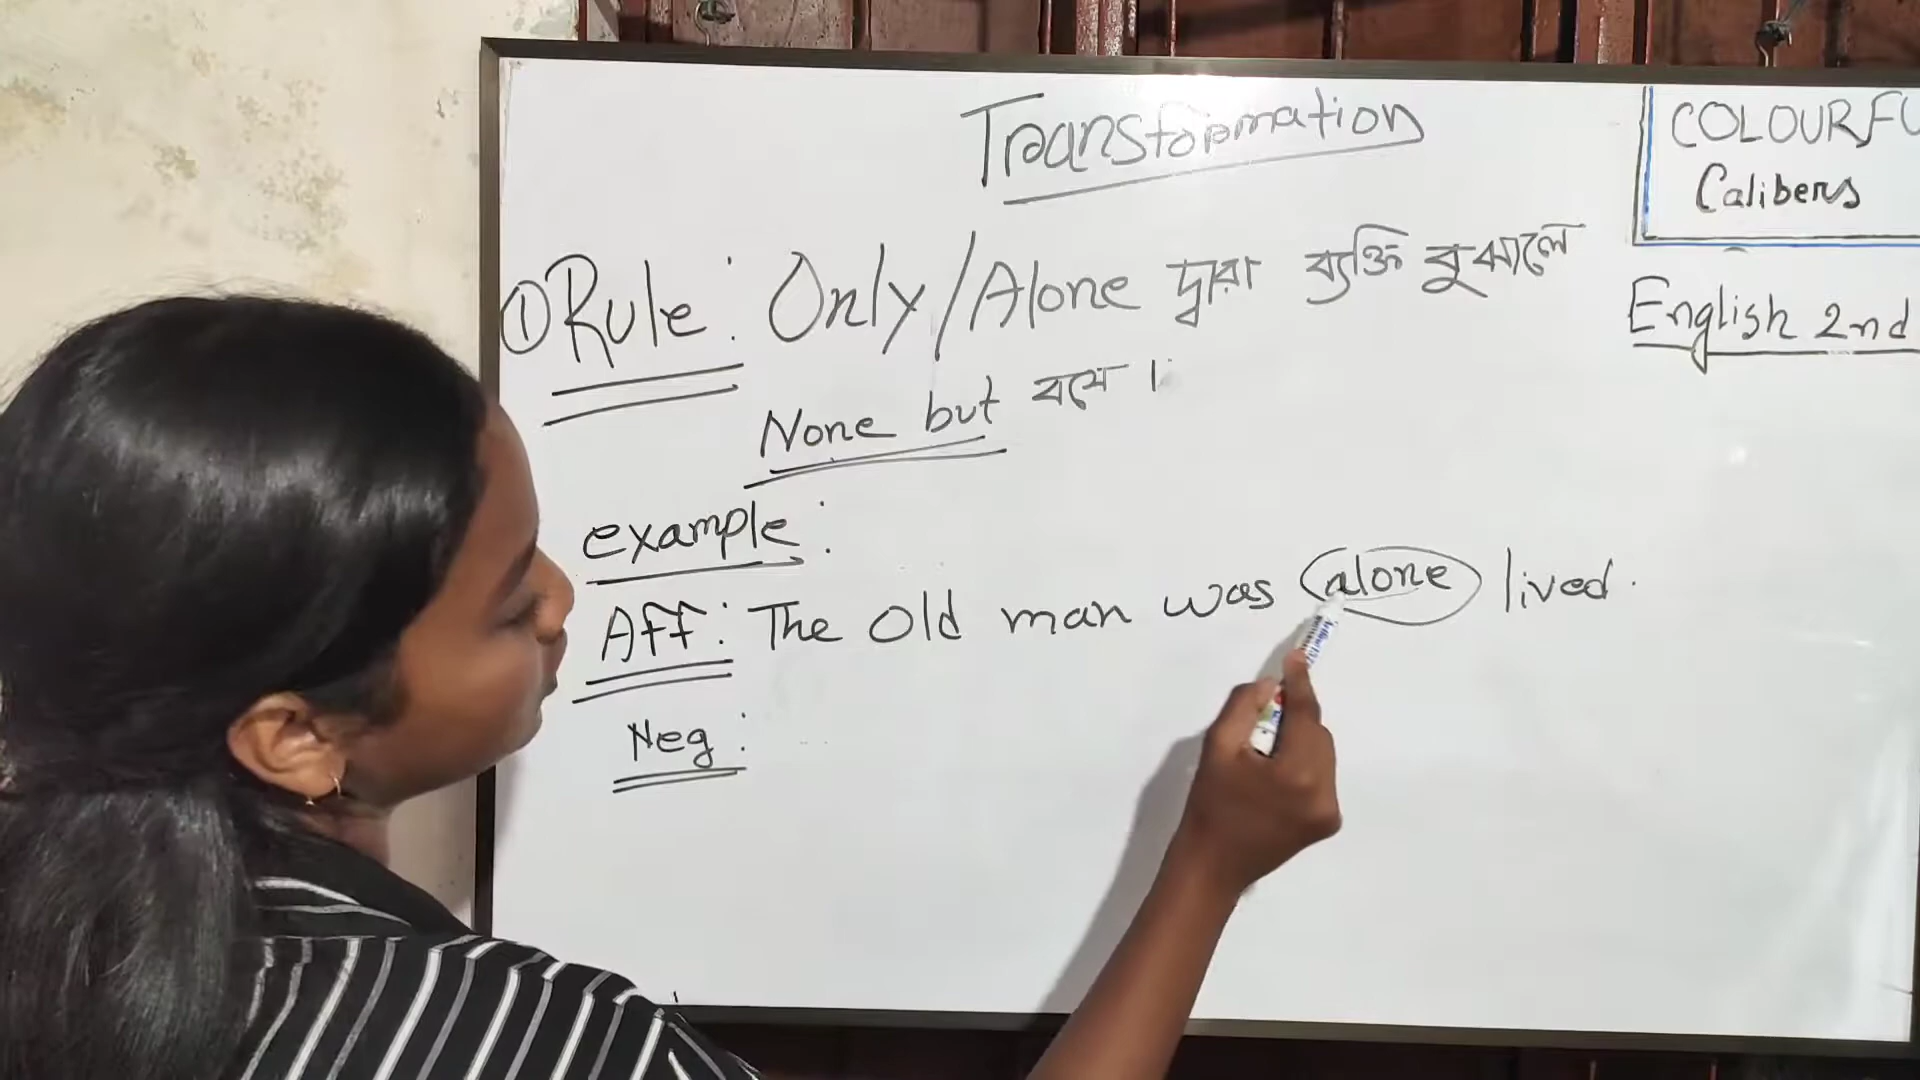 Transformation
COLOURFU
Calibers
English 2nd
① Rule: Only/Alone দ্বারা ব্যক্তি বুঝালে
None but বসে।
example:
Aff: The Old man was alone lived.
Neg: